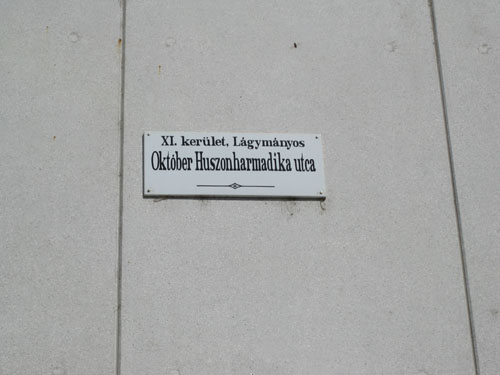 XI. kerület, Lágymányos
Október Huszonharmadika utca